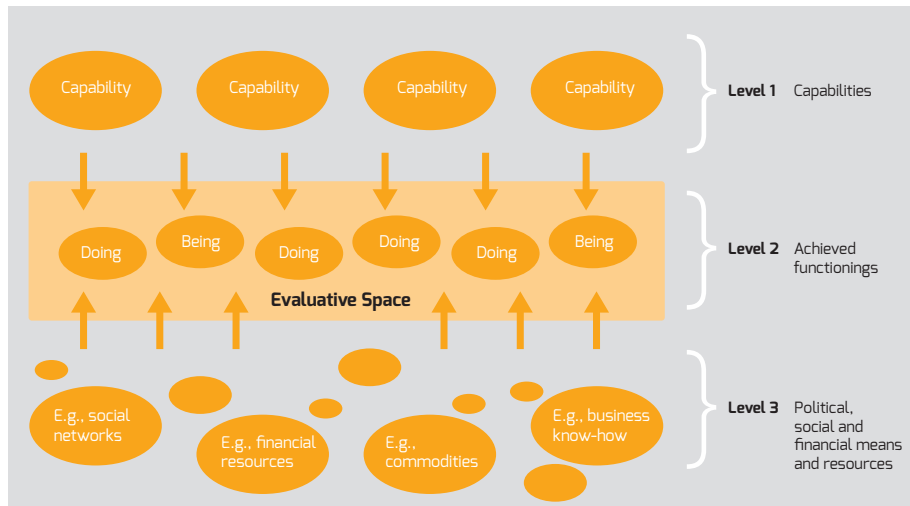 Capability
Capability
Capability
Capability
Level 1 Capabilities
Doing
Being
Doing
Doing
Doing
Being
Evaluative Space
Level 2 Achieved
functionings
E.g., social
networks
E.g., financial
resources
E.g.,
commodities
E.g., business
know-how
Level 3 Political,
social and
financial means
and resources